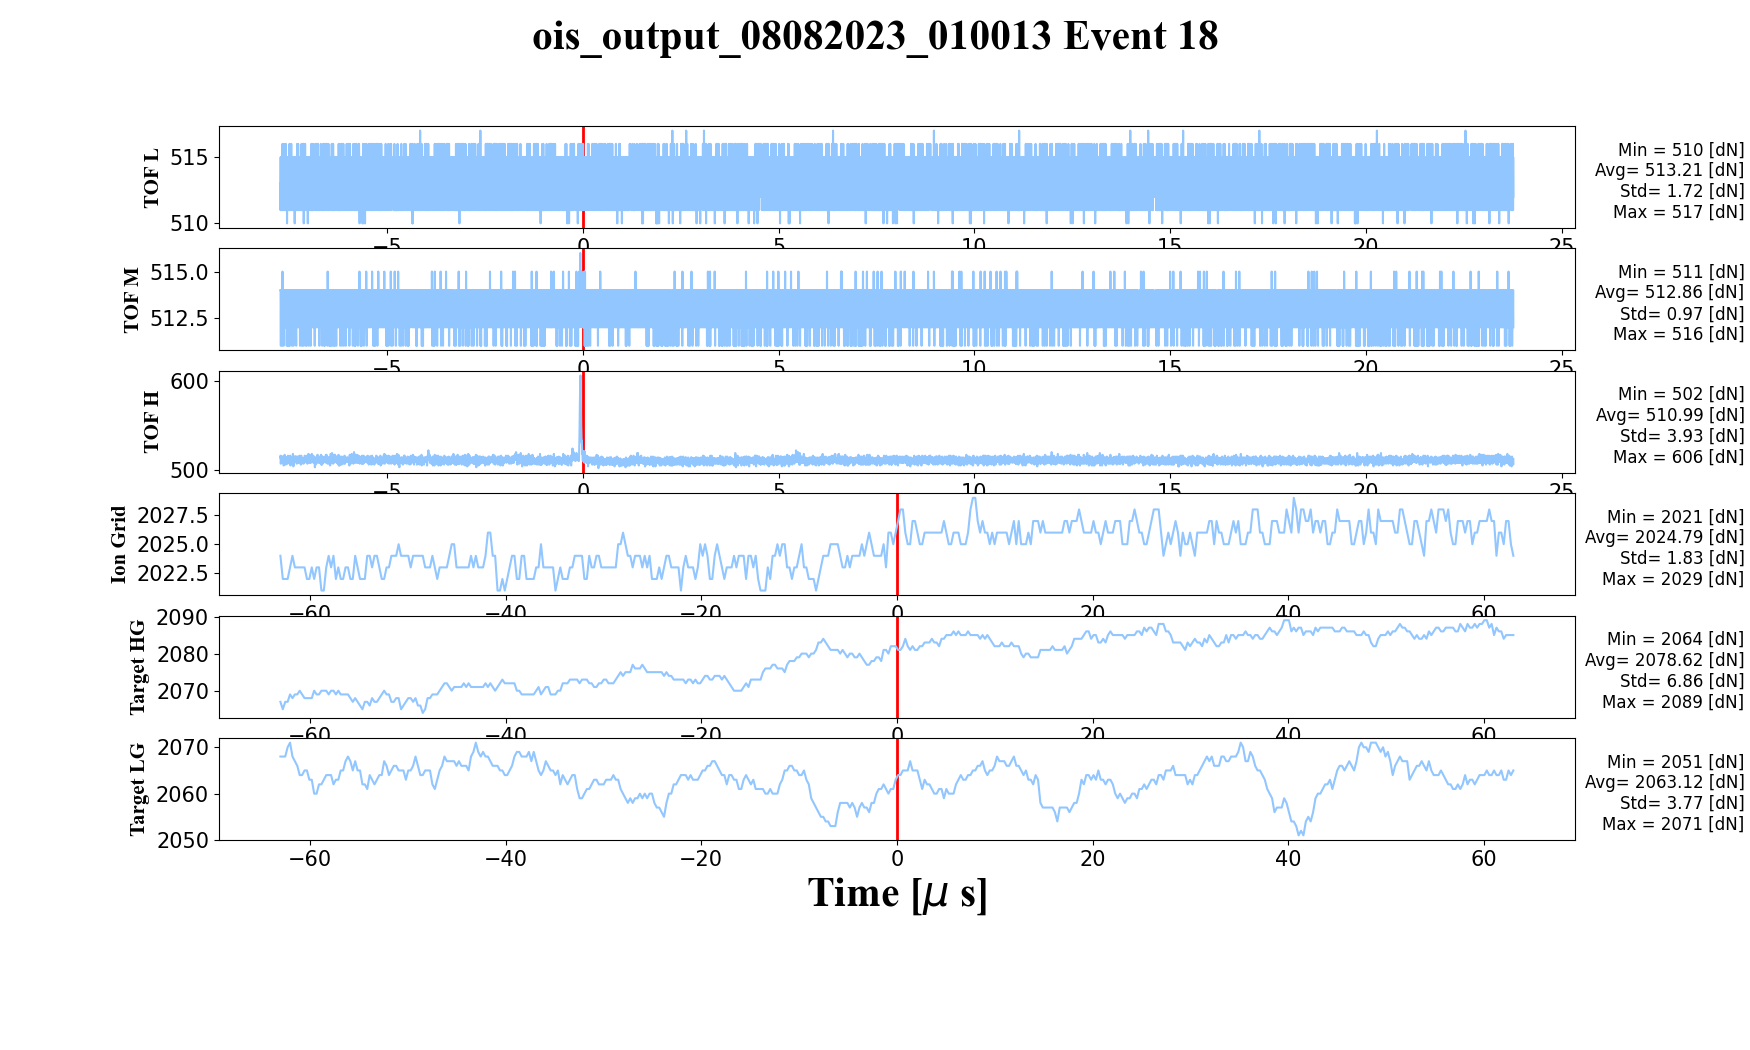 ois_output_08082023_010013 Event 18
TOF L
515
510
−5 0 5 10 15 20 25
Min = 510 [dN]
Avg= 513.21 [dN]
Std= 1.72 [dN]
Max = 517 [dN]
TOF M
515.0
512.5
−5 0 5 10 15 20 25
Min = 511 [dN]
Avg= 512.86 [dN]
Std= 0.97 [dN]
Max = 516 [dN]
TOF H
600
500
−5 0 5 10 15 20 25
Min = 502 [dN]
Avg= 510.99 [dN]
Std= 3.93 [dN]
Max = 606 [dN]
Ion Grid
2027.5
2025.0
2022.5
−60 −40 −20 0 20 40 60
Min = 2021 [dN]
Avg= 2024.79 [dN]
Std= 1.83 [dN]
Max = 2029 [dN]
Target HG
2090
2080
2070
−60 −40 −20 0 20 40 60
Min = 2064 [dN]
Avg= 2078.62 [dN]
Std= 6.86 [dN]
Max = 2089 [dN]
Target LG
2070
2060
2050
−60 −40 −20 0 20 40 60
Min = 2051 [dN]
Avg= 2063.12 [dN]
Std= 3.77 [dN]
Max = 2071 [dN]
Time [μ s]